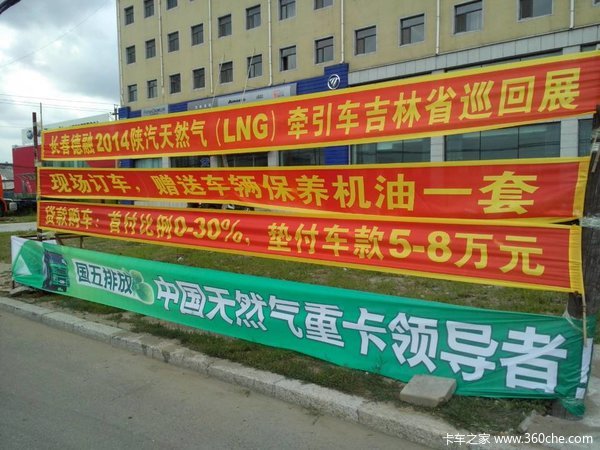 长春德融2014陕汽天然气（LNG）牵引车吉林省巡回展
现场订车，赠送车辆保养机油一套
贷款购车：首付比例0-30%，垫付车款5-8万元
国五排放 中国天然气重卡领导者！
卡车之家 www.360che.com